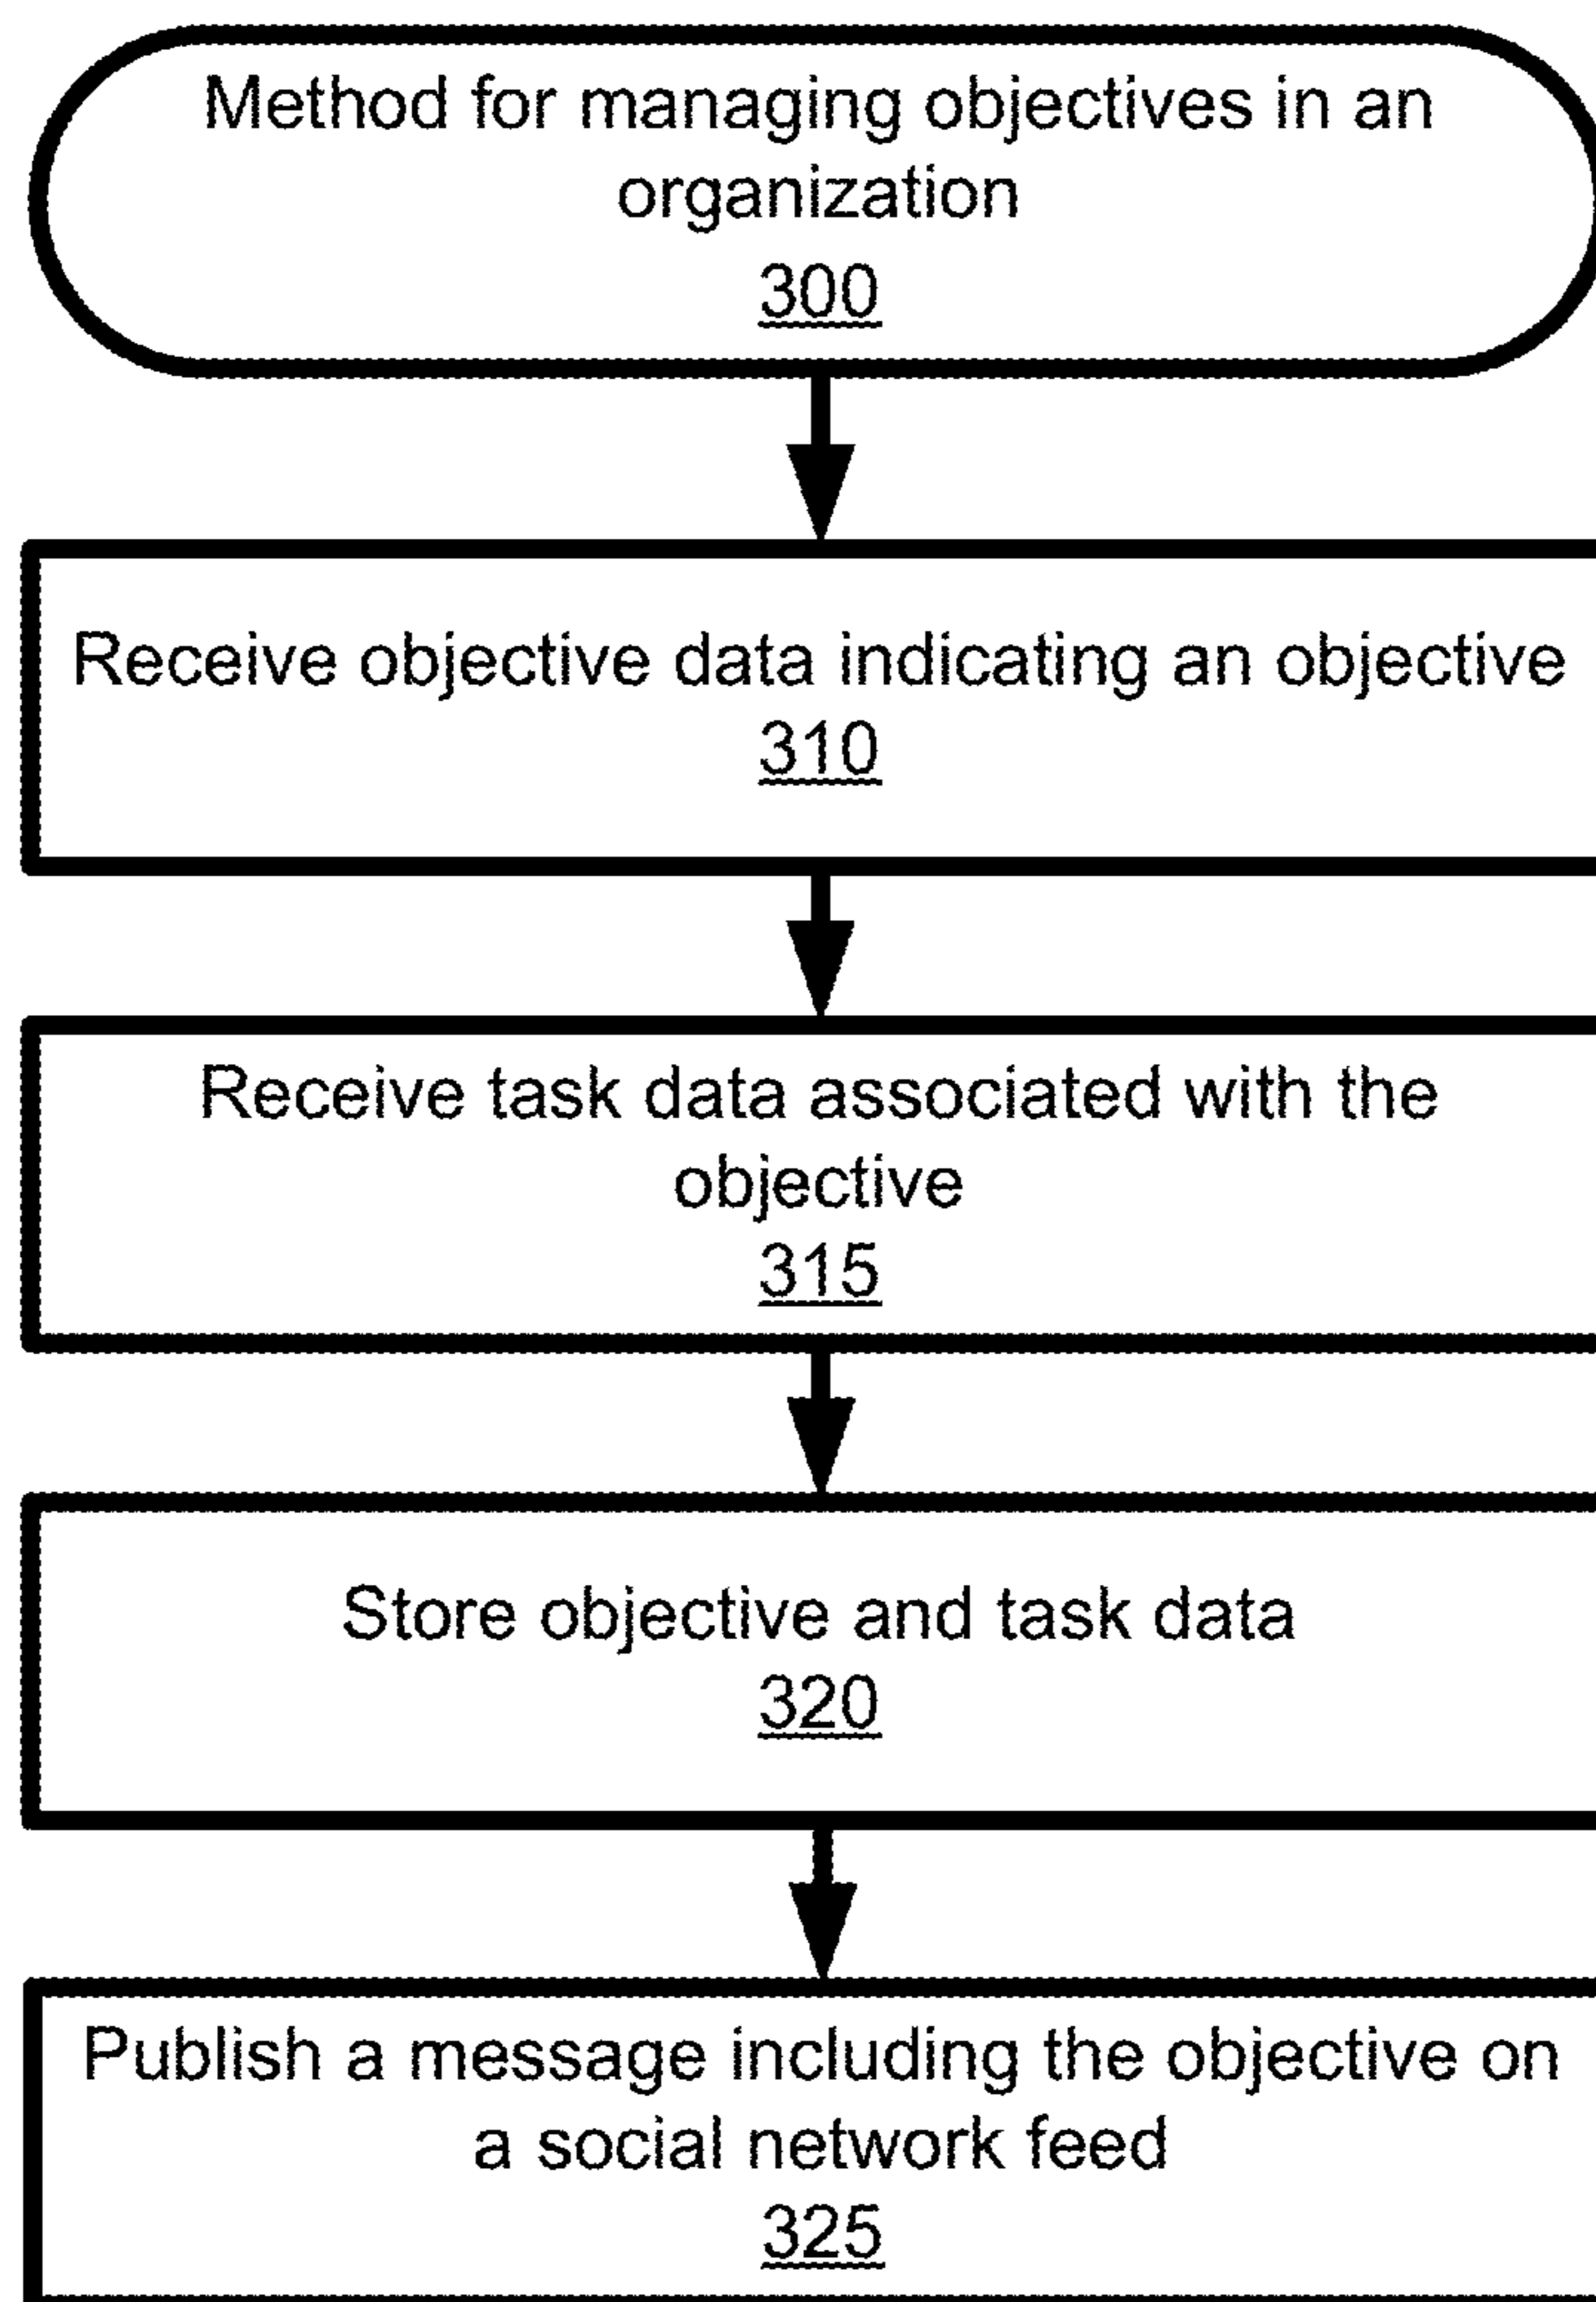 Method for managing objectives in an
organization
300
Receive objective data indicating an objective
310
Receive task data associated with the
objective
315
Store objective and task data
320
Publish a message including the objective on
a social network feed
325